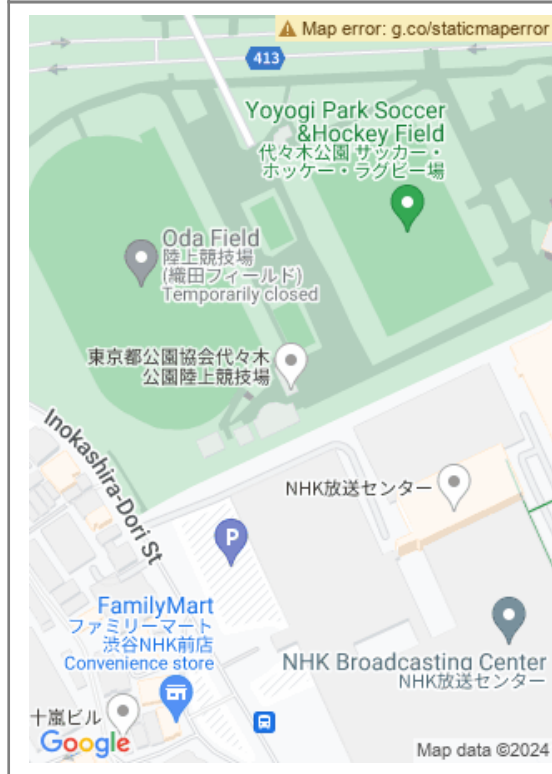 Map error: g.co/staticmaperror
413
Yoyogi Park Soccer
&Hockey Field
代々木公園 サッカー・
ホッケー・ラグビー場
Oda Field
陸上競技場
(織田フィールド)
Temporarily closed
東京都公園協会代々木
公園陸上競技場
Inokashira-Dori St
NHK放送センター
P
FamilyMart
ファミリーマート
渋谷NHK前店
Convenience store
NHK Broadcasting Center
NHK放送センター
十嵐ビル
Google
Map data ©2024